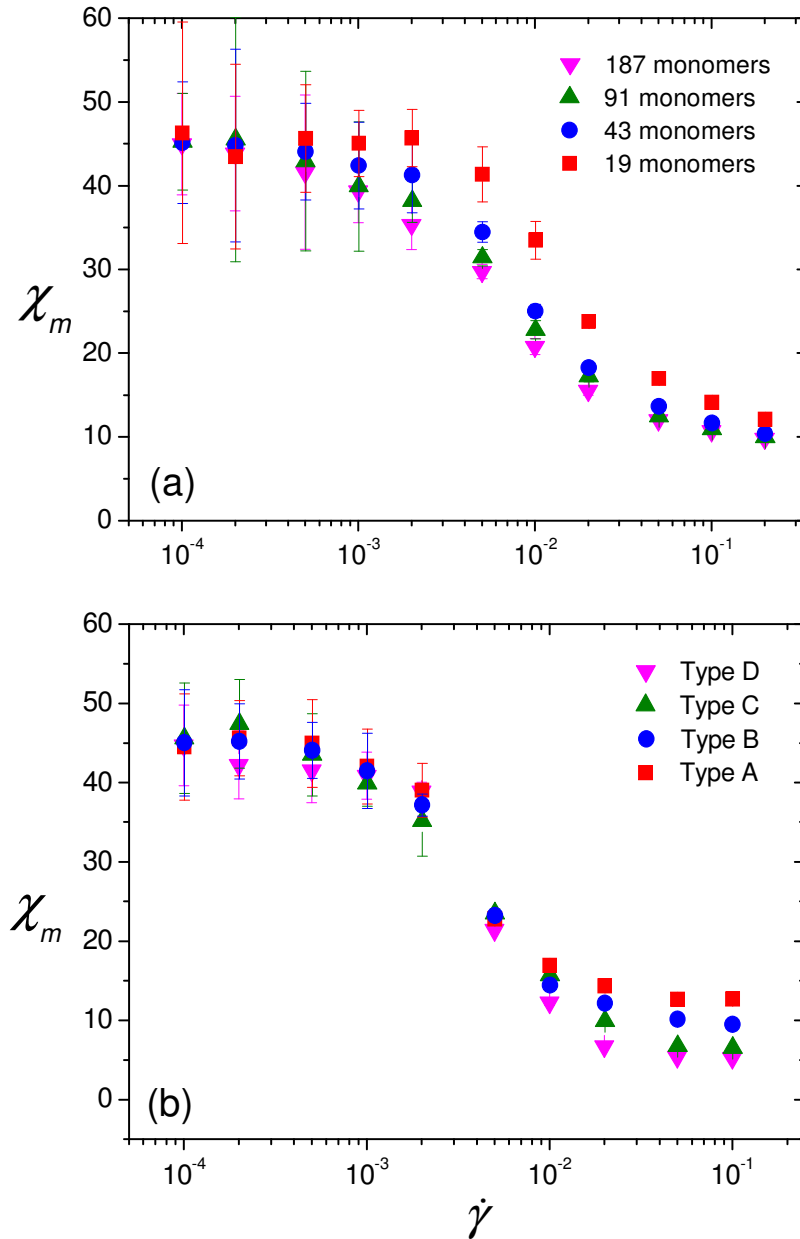 60
187 monomers
50
91 monomers
43 monomers
40
19 monomers
30
χm
20
10
(a)
0
10-4
10-3
10-2
10-1
60
Type D
50
Type C
Type B
40
Type A
30
χm
20
10
0
(b)
10-4
10-3
10-2
10-1
γ̇